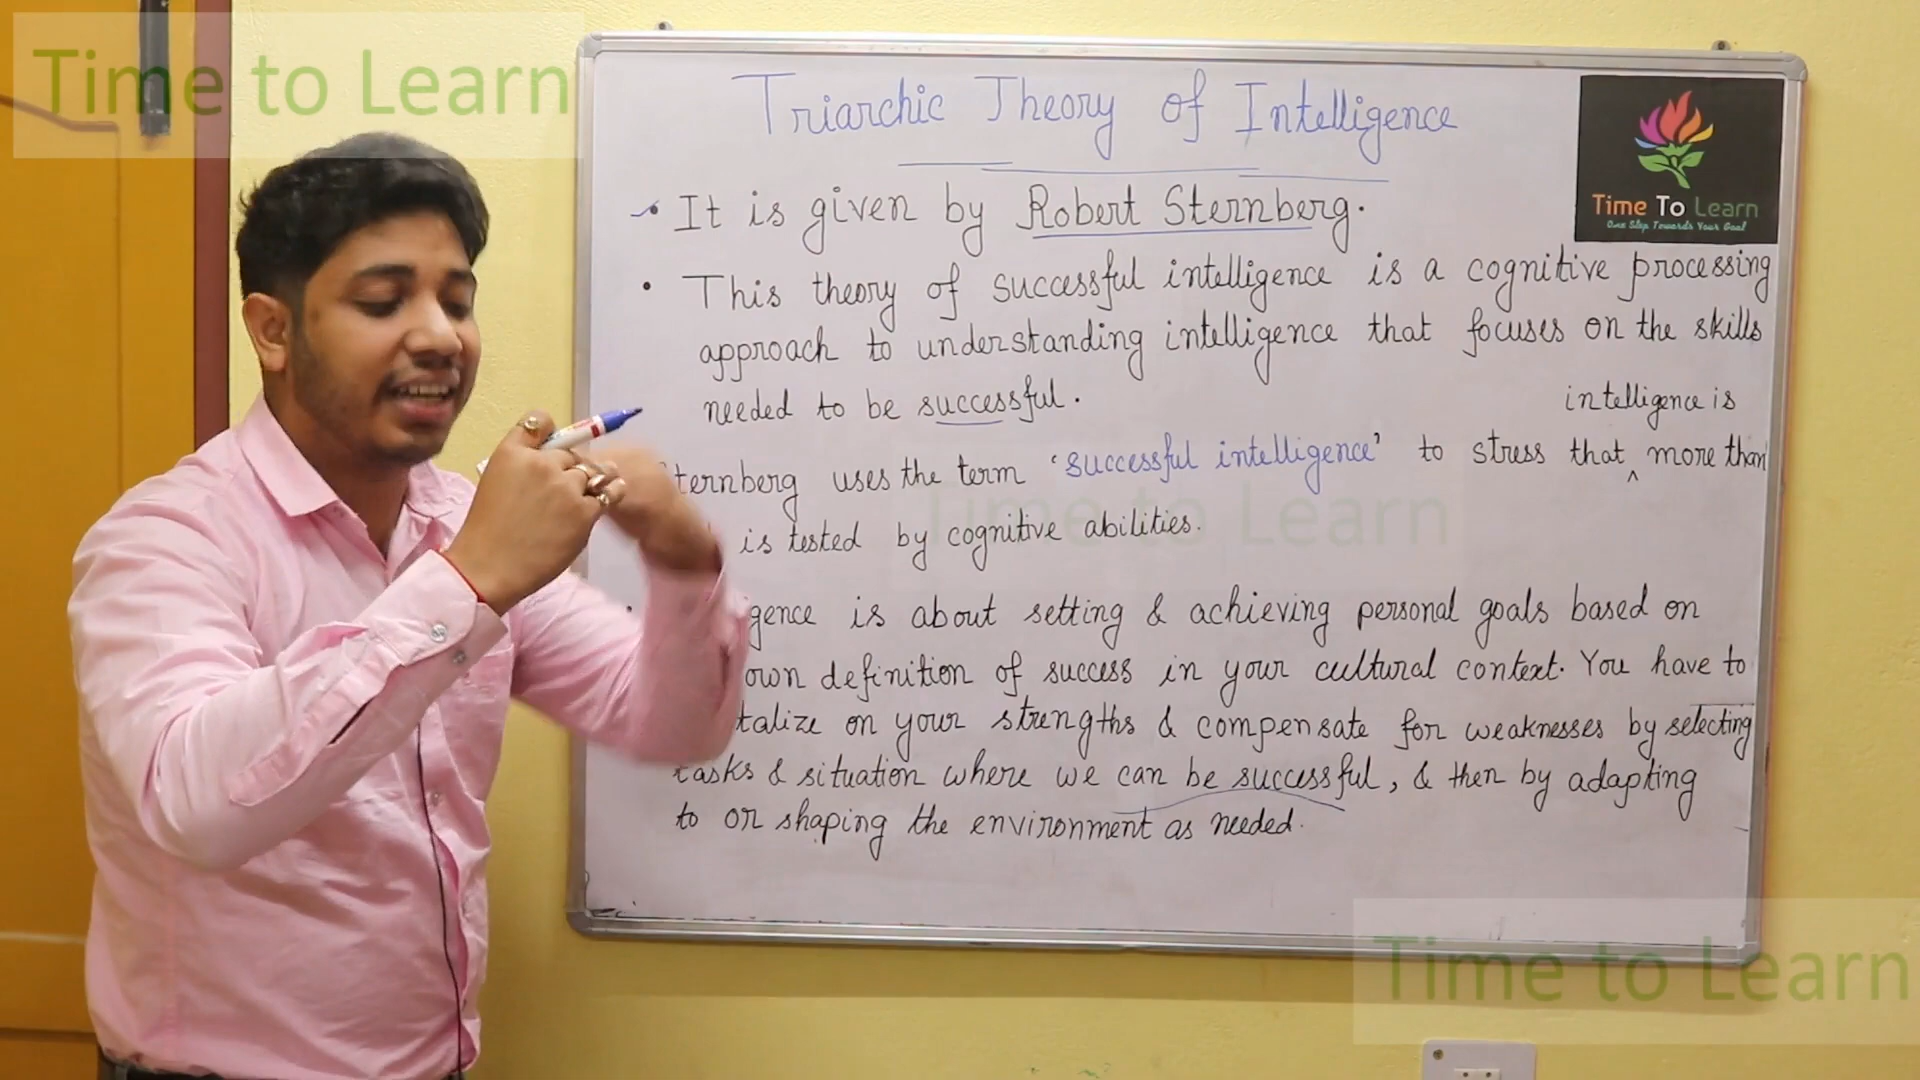 Time to Learn
Triarchic Theory of Intelligence
Time To Learn
One Step Towards Your Goal
• It is given by Robert Sternberg.
• This theory of successful intelligence is a cognitive processing
approach to understanding intelligence that focuses on the skills
needed to be successful.
intelligence is
ternberg uses the term 'successful intelligence' to stress that ^ more than
is tested by cognitive abilities.
Time to Learn
gence is about setting & achieving personal goals based on
own definition of success in your cultural context. You have to
talize on your strengths & compensate for weaknesses by selecting
tasks & situation where we can be successful, & then by adapting
to or shaping the environment as needed.
Time to Learn